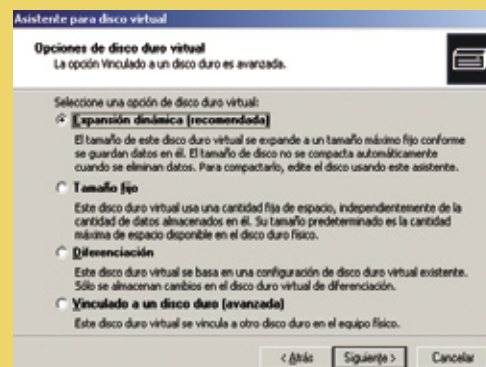 Asistente para disco virtual
Opciones de disco duro virtual
La opción Vinculado a un disco duro es avanzada.
Seleccione una opción de disco duro virtual:
Expansión dinámica (recomendada)
El tamaño de este disco duro virtual se expande a un tamaño máximo fijo conforme
se guardan datos en él. El tamaño de disco no se compacta automáticamente
cuando se eliminan datos. Para compactarlo, edite el disco usando este asistente.
Tamaño fijo
Este disco duro virtual usa una cantidad fija de espacio, independientemente de la
cantidad de datos almacenados en él. Su tamaño predeterminado es la cantidad
máxima de espacio disponible en el disco duro físico.
Diferenciación
Este disco duro virtual se basa en una configuración de disco duro virtual existente.
Sólo se almacenan cambios en el disco duro virtual de diferenciación.
Vinculado a un disco duro (avanzada)
Este disco duro virtual se vincula a otro disco duro en el equipo físico.
< Atrás Siguiente > Cancelar